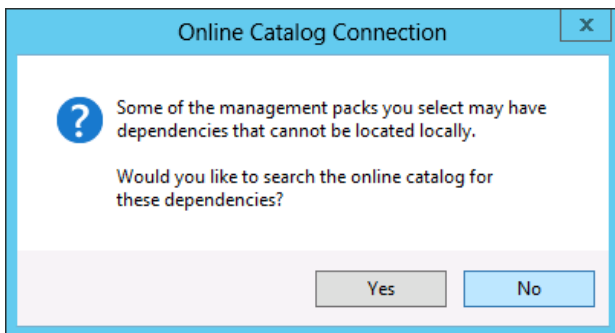 Online Catalog Connection
x
Some of the management packs you select may have
dependencies that cannot be located locally.
Would you like to search the online catalog for
these dependencies?
Yes
No